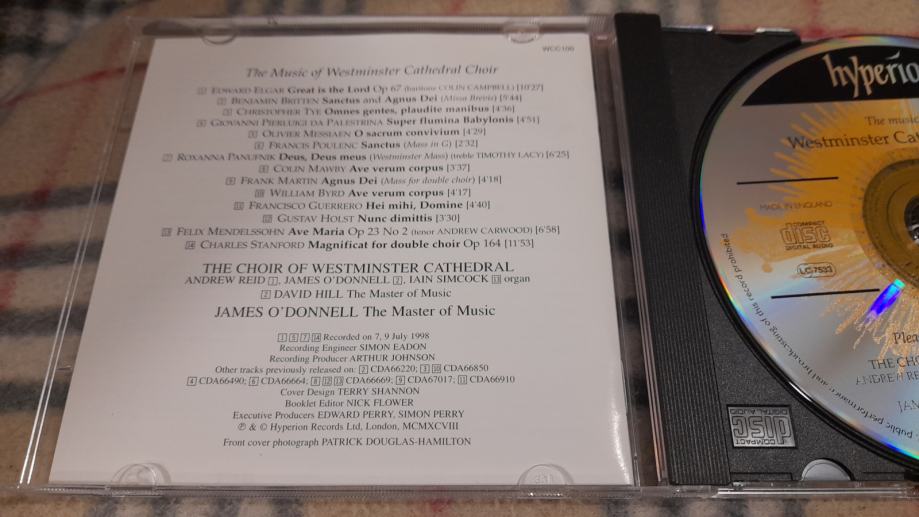 WCC100
The Music of Westminster Cathedral Choir
1 EDWARD ELGAR Great is the Lord Op 67 (baritone COLIN CAMPBELL) [10'27]
2 BENJAMIN BRITTEN Sanctus and Agnus Dei (Missa Brevis) [5'44]
3 CHRISTOPHER TYE Omnes gentes, plaudite manibus [4'36]
4 GIOVANNI PIERLUIGI DA PALESTRINA Super flumina Babylonis [4'51]
5 OLIVIER MESSIAEN O sacrum convivium [4'29]
6 FRANCIS POULENC Sanctus (Mass in G) [2'32]
7 ROXANNA PANUFNIK Deus, Deus meus (Westminster Mass) (treble TIMOTHY LACY) [6'25]
8 COLIN MAWBY Ave verum corpus [3'37]
9 FRANK MARTIN Agnus Dei (Mass for double choir) [4'18]
10 WILLIAM BYRD Ave verum corpus [4'17]
11 FRANCISCO GUERRERO Hei mihi, Domine [4'40]
12 GUSTAV HOLST Nunc dimittis [3'30]
13 FELIX MENDELSSOHN Ave Maria Op 23 No 2 (tenor ANDREW CARWOOD) [6'58]
14 CHARLES STANFORD Magnificat for double choir Op 164 [11'53]
THE CHOIR OF WESTMINSTER CATHEDRAL
ANDREW REID 1, JAMES O'DONNELL 2, IAIN SIMCOCK 13 organ
2 DAVID HILL The Master of Music
JAMES O'DONNELL The Master of Music
1 5 7 14 Recorded on 7, 9 July 1998
Recording Engineer SIMON EADON
Recording Producer ARTHUR JOHNSON
Other tracks previously released on: 2 CDA66220; 3 10 CDA66850
4 CDA66490; 6 CDA66664; 8 12 13 CDA66669; 9 CDA67017; 11 CDA66910
Cover Design TERRY SHANNON
Booklet Editor NICK FLOWER
Executive Producers EDWARD PERRY, SIMON PERRY
℗ & © Hyperion Records Ltd, London, MCMXCVIII
Front cover photograph PATRICK DOUGLAS-HAMILTON
hyperio
The music
Westminster Ca
MADE IN ENGLAND
COMPACT
disc
DIGITAL AUDIO
LC 7533
public performance and broadcasting of this record prohibited
Plea
THE CHO
ANDREW RE
JAM
COMPACT
disc
DIGITAL AUDIO